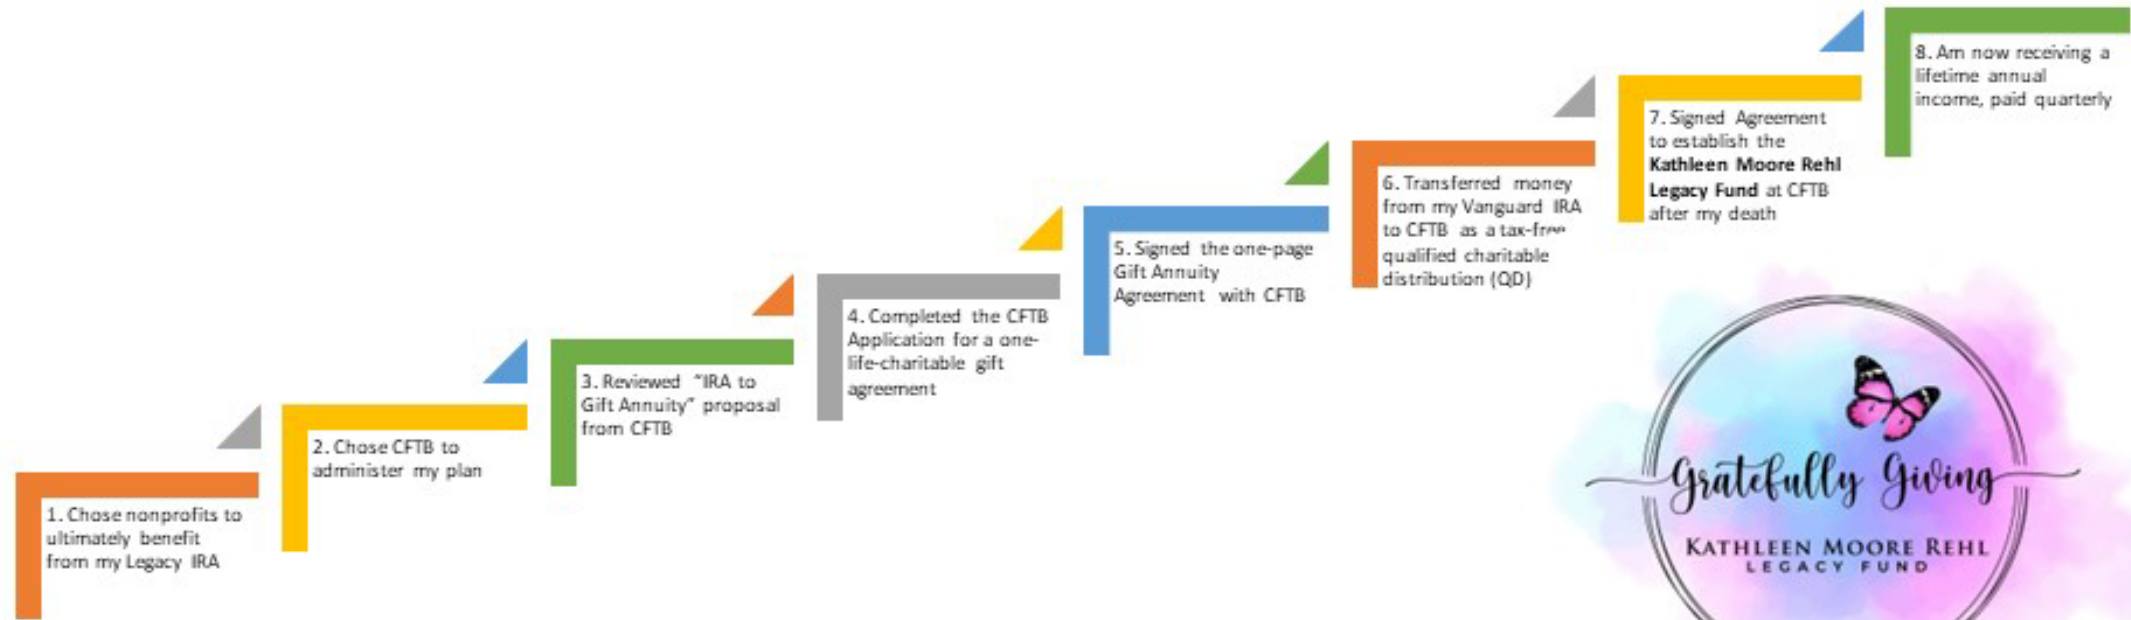 1. Chose nonprofits to
ultimately benefit
from my Legacy IRA
2. Chose CFTB to
administer my plan
3. Reviewed "IRA to
Gift Annuity" proposal
from CFTB
4. Completed the CFTB
Application for a one-
life-charitable gift
agreement
5. Signed the one-page
Gift Annuity
Agreement with CFTB
6. Transferred money
from my Vanguard IRA
to CFTB as a tax-free
qualified charitable
distribution (QD)
7. Signed Agreement
to establish the
Kathleen Moore Rehl
Legacy Fund at CFTB
after my death
8. Am now receiving a
lifetime annual
income, paid quarterly
Gratefully Giving
KATHLEEN MOORE REHL
LEGACY FUND